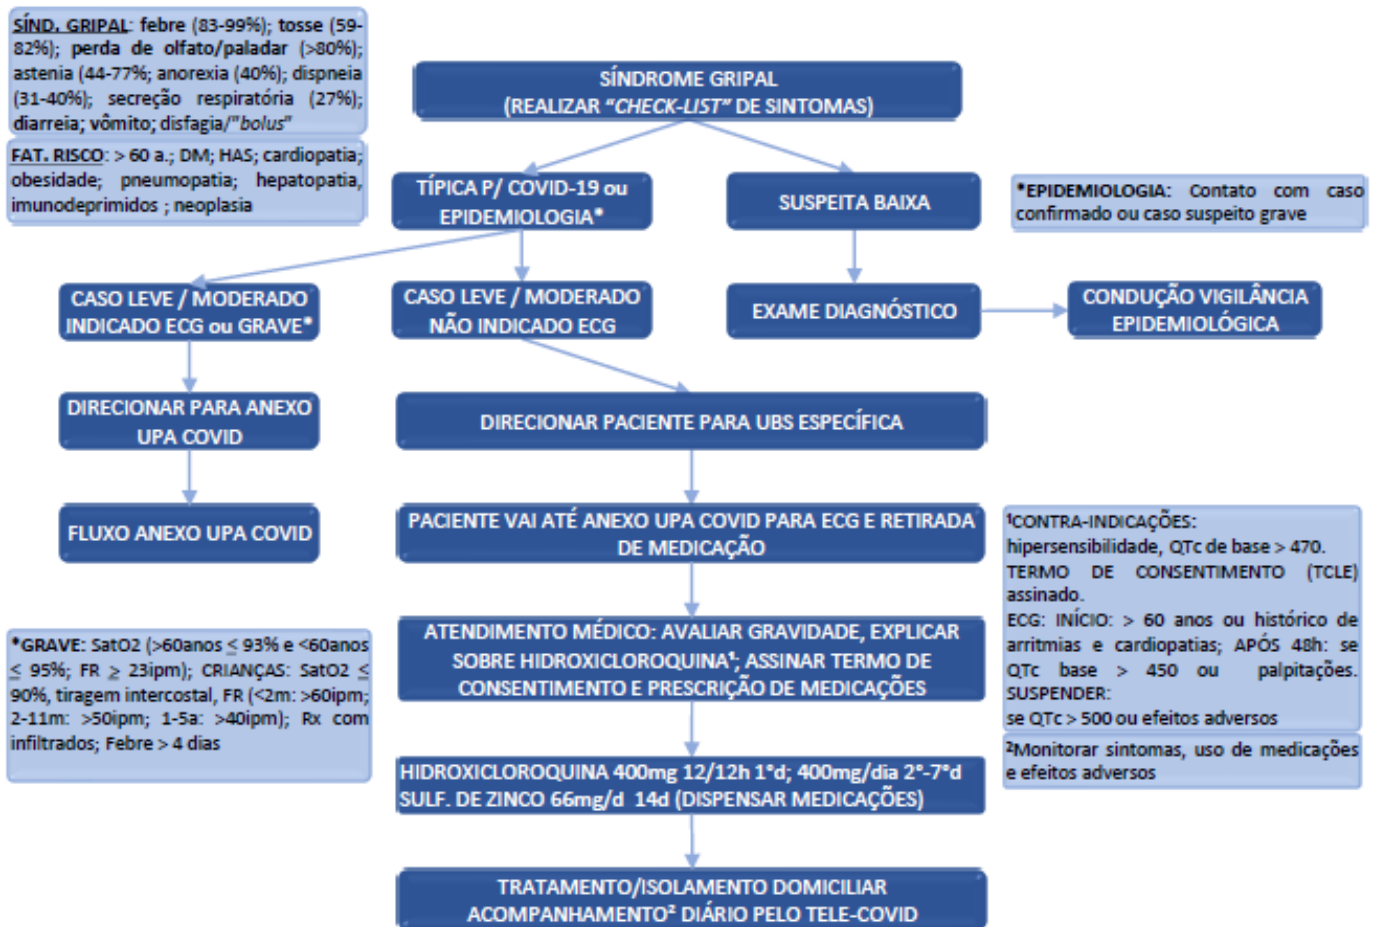 SÍND. GRIPAL: febre (83-99%); tosse (59-
82%); perda de olfato/paladar (>80%);
astenia (44-77%; anorexia (40%); dispneia
(31-40%); secreção respiratória (27%);
diarreia; vômito; disfagia/"bolus"
FAT. RISCO: > 60 a.; DM; HAS; cardiopatia;
obesidade; pneumopatia; hepatopatia,
imunodeprimidos ; neoplasia
SÍNDROME GRIPAL
(REALIZAR "CHECK-LIST" DE SINTOMAS)
TÍPICA P/ COVID-19 ou
EPIDEMIOLOGIA*
SUSPEITA BAIXA
*EPIDEMIOLOGIA: Contato com caso
confirmado ou caso suspeito grave
CASO LEVE / MODERADO
INDICADO ECG ou GRAVE*
CASO LEVE / MODERADO
NÃO INDICADO ECG
EXAME DIAGNÓSTICO
CONDUÇÃO VIGILÂNCIA
EPIDEMIOLÓGICA
DIRECIONAR PARA ANEXO
UPA COVID
DIRECIONAR PACIENTE PARA UBS ESPECÍFICA
FLUXO ANEXO UPA COVID
PACIENTE VAI ATÉ ANEXO UPA COVID PARA ECG E RETIRADA
DE MEDICAÇÃO
¹CONTRA-INDICAÇÕES:
hipersensibilidade, QTc de base > 470.
TERMO DE CONSENTIMENTO (TCLE)
assinado.
ECG: INÍCIO: > 60 anos ou histórico de
arritmias e cardiopatias; APÓS 48h: se
QTc base > 450 ou palpitações.
SUSPENDER:
se QTc > 500 ou efeitos adversos
²Monitorar sintomas, uso de medicações
e efeitos adversos
*GRAVE: SatO2 (>60anos ≤ 93% e <60anos
≤ 95%; FR ≥ 23ipm); CRIANÇAS: SatO2 ≤
90%, tiragem intercostal, FR (<2m: >60ipm;
2-11m: >50ipm; 1-5a: >40ipm); Rx com
infiltrados; Febre > 4 dias
ATENDIMENTO MÉDICO: AVALIAR GRAVIDADE, EXPLICAR
SOBRE HIDROXICLOROQUINA¹; ASSINAR TERMO DE
CONSENTIMENTO E PRESCRIÇÃO DE MEDICAÇÕES
HIDROXICLOROQUINA 400mg 12/12h 1°d; 400mg/dia 2°-7°d
SULF. DE ZINCO 66mg/d 14d (DISPENSAR MEDICAÇÕES)
TRATAMENTO/ISOLAMENTO DOMICILIAR
ACOMPANHAMENTO² DIÁRIO PELO TELE-COVID